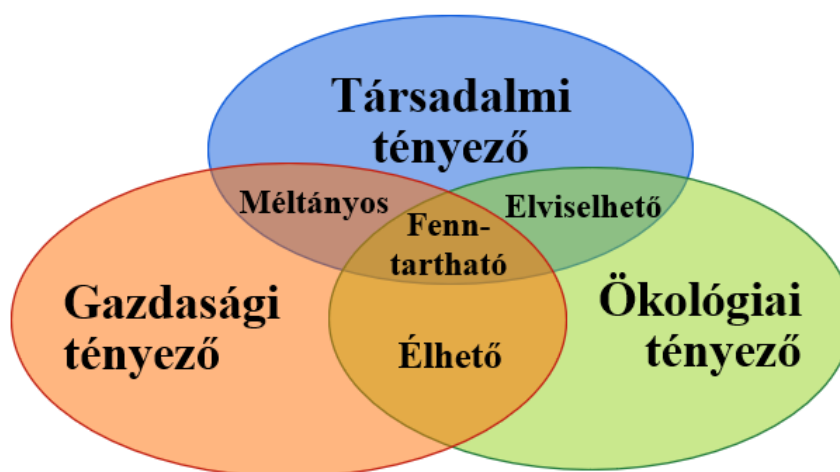 Társadalmi
tényező
Méltányos
Elviselhető
Fenn-
tartható
Gazdasági
tényező
Ökológiai
tényező
Élhető